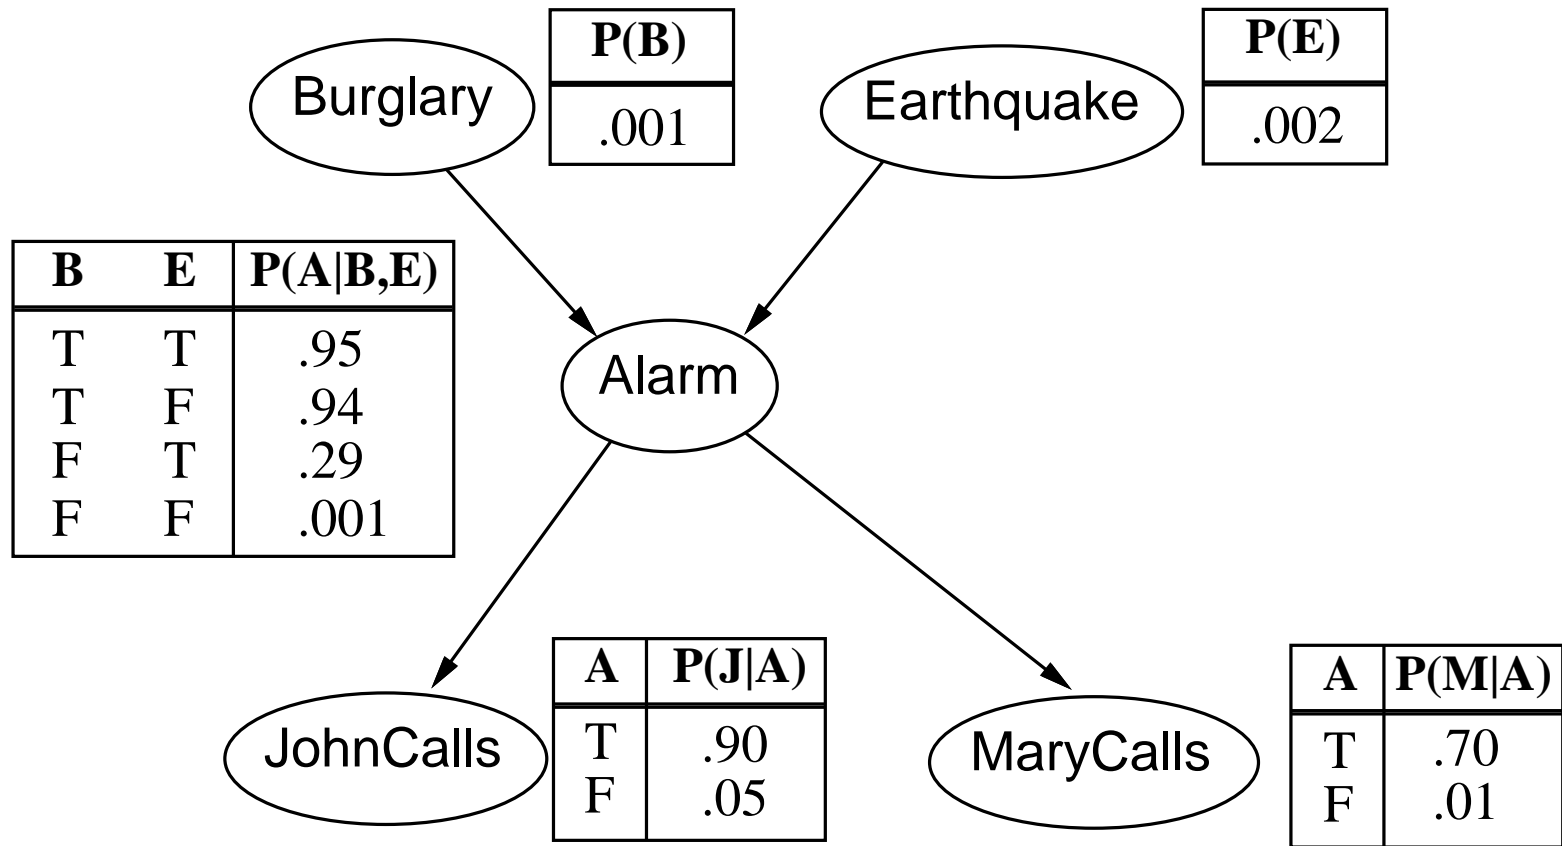 Burglary
P(B)
.001
Earthquake
P(E)
.002
B E P(A|B,E)
T T .95
T F .94
F T .29
F F .001
Alarm
JohnCalls
A P(J|A)
T .90
F .05
MaryCalls
A P(M|A)
T .70
F .01